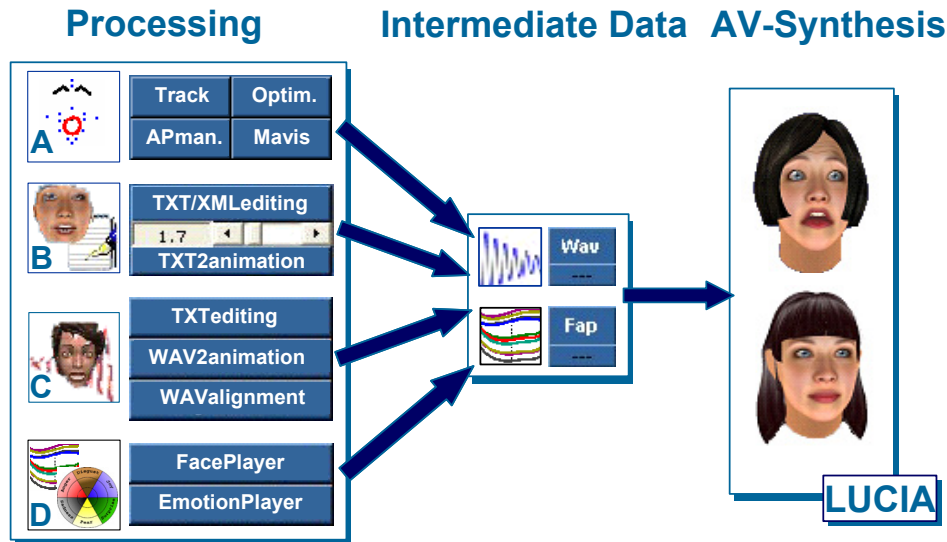 Processing
Intermediate Data
AV-Synthesis
A
Track
Optim.
APman.
Mavis
B
TXT/XMLediting
1.7
TXT2animation
C
TXTediting
WAV2animation
WAValignment
D
FacePlayer
EmotionPlayer
Wav
---
Fap
---
LUCIA